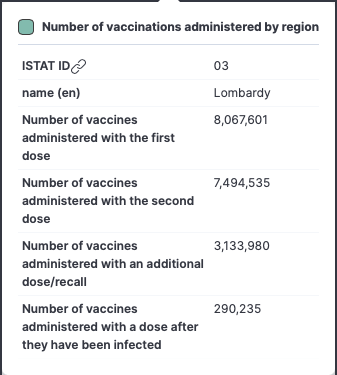 Number of vaccinations administered by region
ISTAT ID 03
name (en) Lombardy
Number of vaccines 8,067,601
administered with the first
dose
Number of vaccines 7,494,535
administered with the second
dose
Number of vaccines 3,133,980
administered with an additional
dose/recall
Number of vaccines 290,235
administered with a dose after
they have been infected